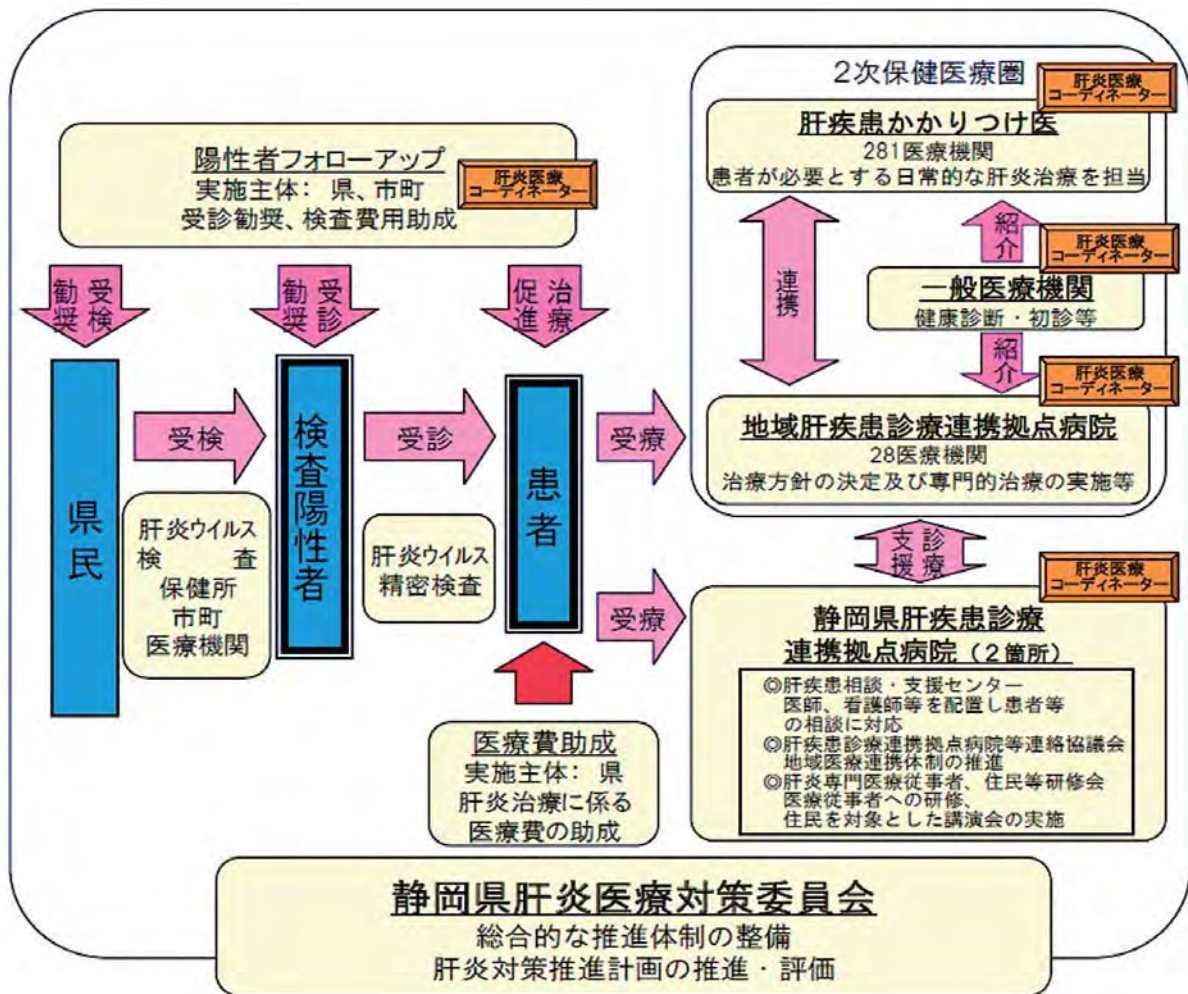 陽性者フォローアップ
実施主体： 県、市町
受診勧奨、検査費用助成
肝炎医療
コーディネーター
受検
勧奨
受診
勧奨
治療
促進
県民
受検
肝炎ウイルス
検　　査
保健所
市町
医療機関
検査陽性者
受診
肝炎ウイルス
精密検査
患者
受療
受療
医療費助成
実施主体： 県
肝炎治療に係る
医療費の助成
2次保健医療圏
肝炎医療
コーディネーター
肝疾患かかりつけ医
281医療機関
患者が必要とする日常的な肝炎治療を担当
連携
紹介
肝炎医療
コーディネーター
一般医療機関
健康診断・初診等
紹介
肝炎医療
コーディネーター
地域肝疾患診療連携拠点病院
28医療機関
治療方針の決定及び専門的治療の実施等
診療
支援
肝炎医療
コーディネーター
静岡県肝疾患診療
連携拠点病院（2箇所）
◎肝疾患相談・支援センター
医師、看護師等を配置し患者等
の相談に対応
◎肝疾患診療連携拠点病院等連絡協議会
地域医療連携体制の推進
◎肝炎専門医療従事者、住民等研修会
医療従事者への研修、
住民を対象とした講演会の実施
静岡県肝炎医療対策委員会
総合的な推進体制の整備
肝炎対策推進計画の推進・評価